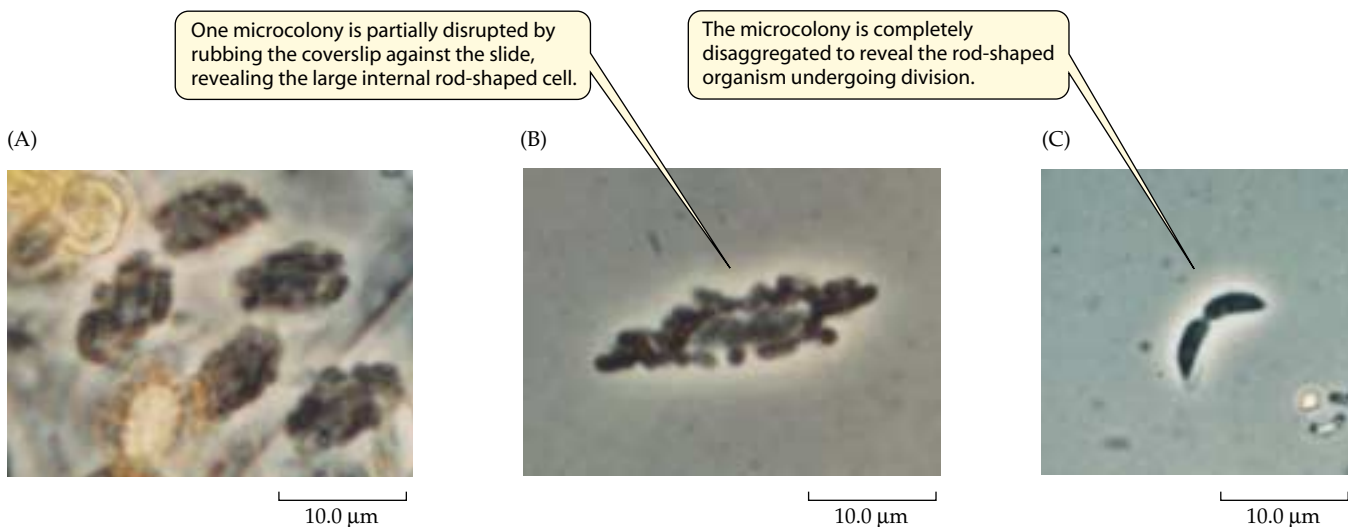 One microcolony is partially disrupted by
rubbing the coverslip against the slide,
revealing the large internal rod-shaped cell.
The microcolony is completely
disaggregated to reveal the rod-shaped
organism undergoing division.
(A)
(B)
(C)
10.0 µm
10.0 µm
10.0 µm